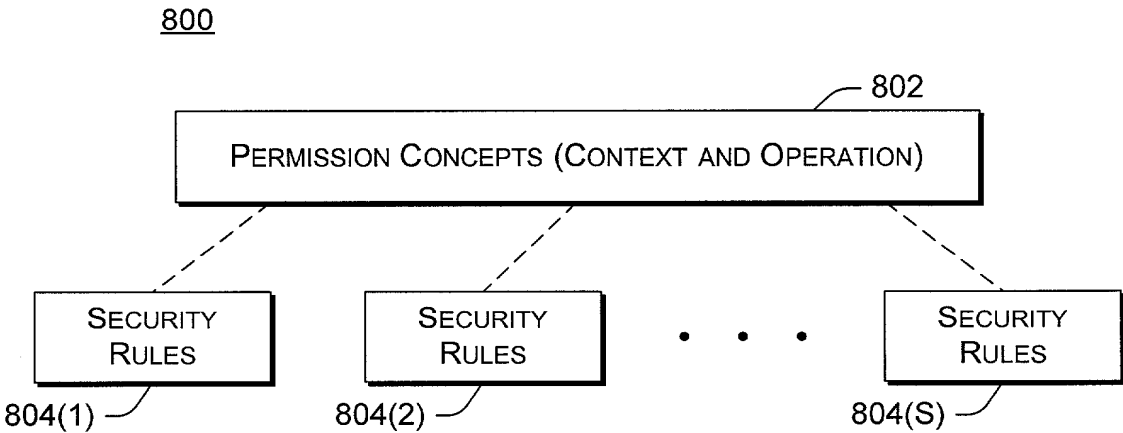 800
802
PERMISSION CONCEPTS (CONTEXT AND OPERATION)
SECURITY
RULES
SECURITY
RULES
SECURITY
RULES
804(1)
804(2)
804(S)